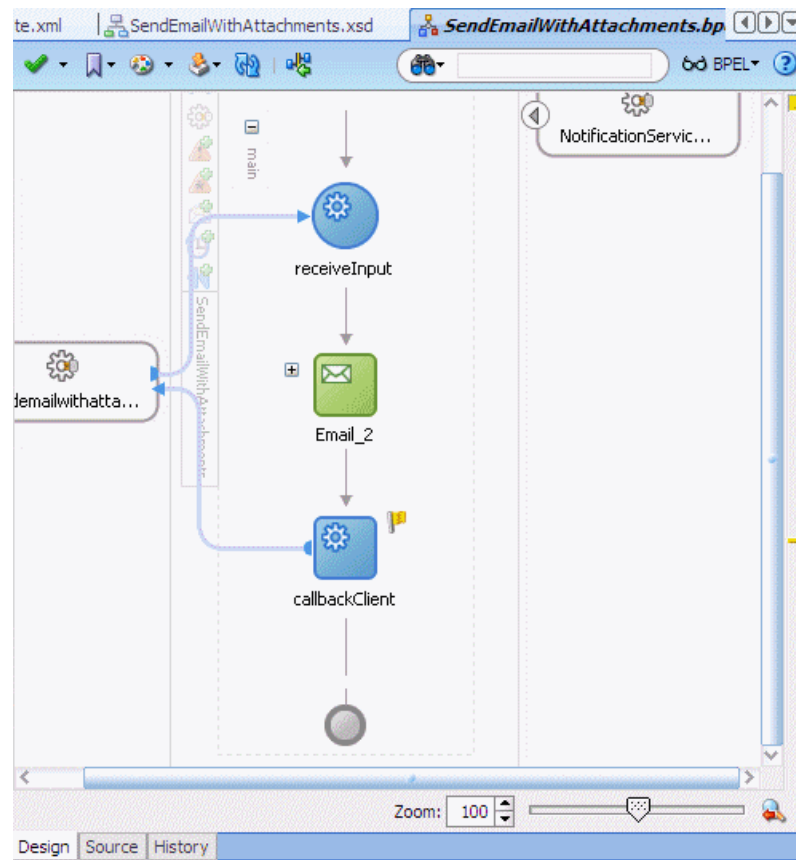 te.xml
SendEmailWithAttachments.xsd
SendEmailWithAttachments.bp
BPEL
main
NotificationServic...
receiveInput
SendEmailWithAttachments
demailwithatta...
Email_2
callbackClient
Zoom: 100
Design Source History